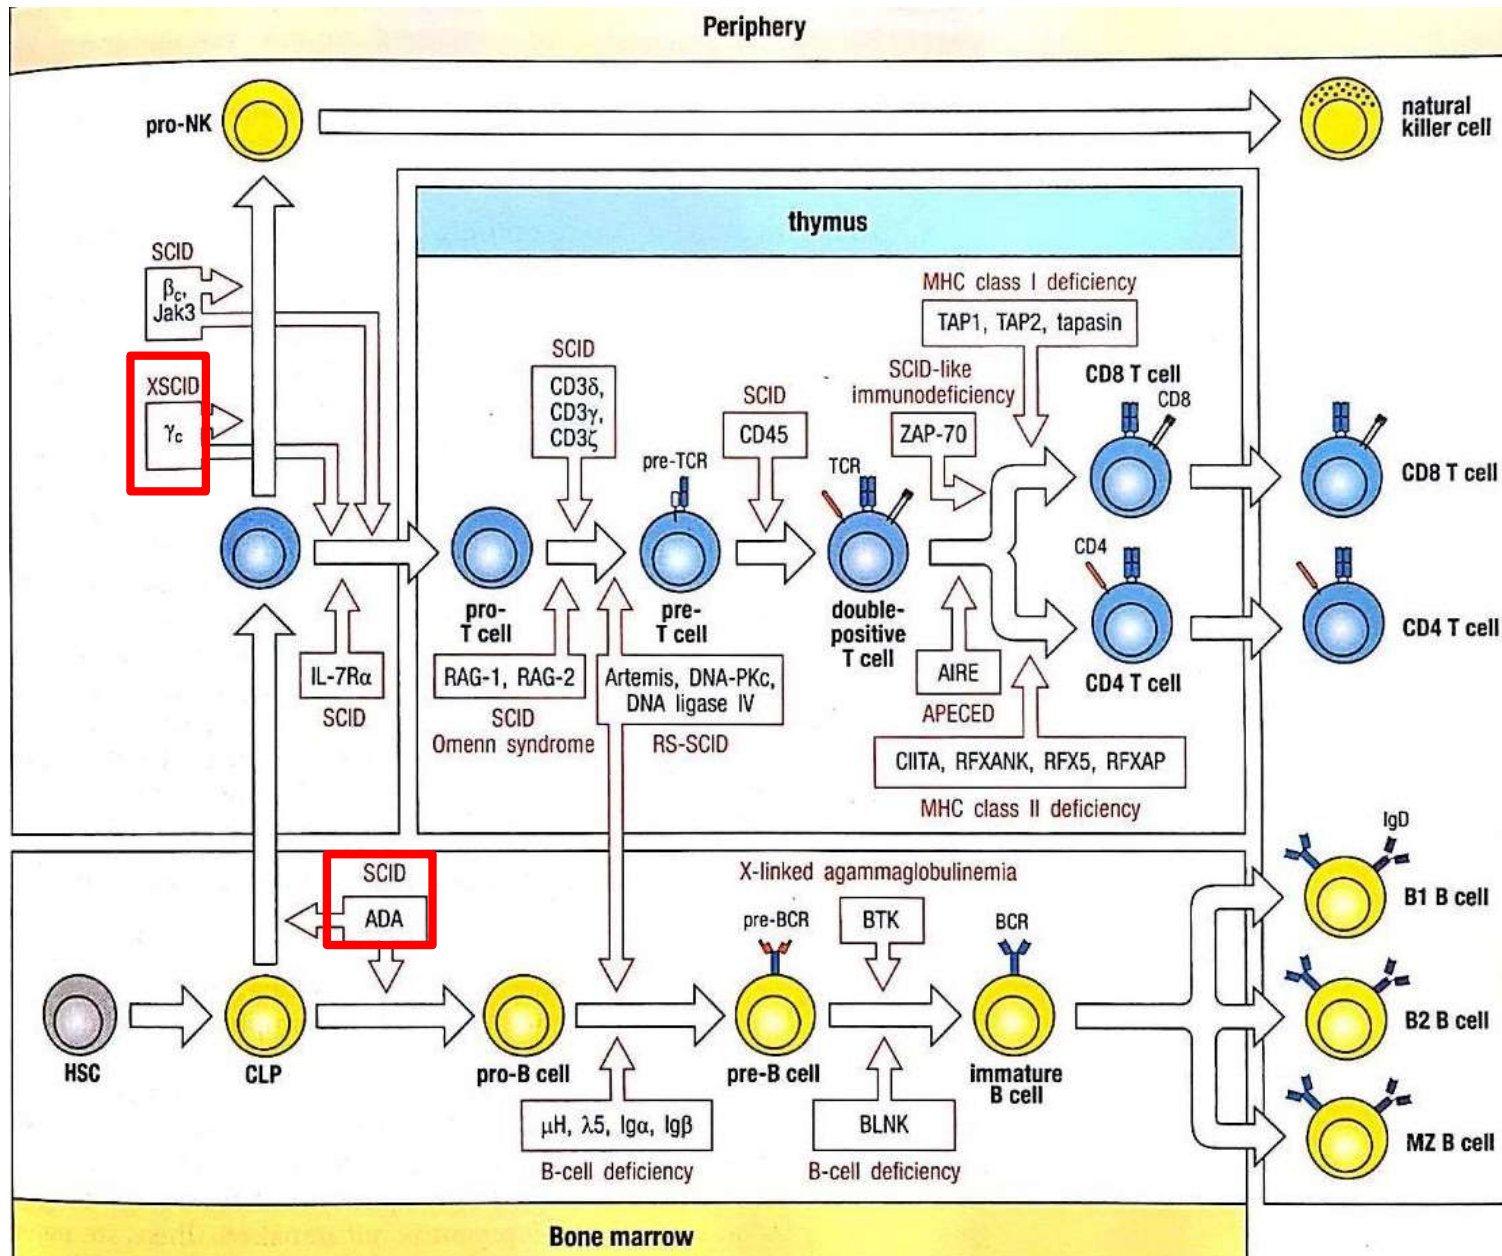 Periphery
pro-NK
natural
killer cell
thymus
SCID
βc,
Jak3
XSCID
γc
SCID
CD3δ,
CD3γ,
CD3ζ
SCID
CD45
MHC class I deficiency
TAP1, TAP2, tapasin
SCID-like
immunodeficiency
ZAP-70
CD8 T cell
CD8
pre-TCR
TCR
CD8 T cell
CD4
CD4 T cell
pro-
T cell
pre-
T cell
double-
positive
T cell
CD4 T cell
IL-7Rα
SCID
RAG-1, RAG-2
SCID
Omenn syndrome
Artemis, DNA-PKc,
DNA ligase IV
RS-SCID
AIRE
APECED
CIITA, RFXANK, RFX5, RFXAP
MHC class II deficiency
SCID
ADA
X-linked agammaglobulinemia
pre-BCR
BTK
BCR
IgD
B1 B cell
HSC
CLP
pro-B cell
pre-B cell
immature
B cell
B2 B cell
μH, λ5, Igα, Igβ
B-cell deficiency
BLNK
B-cell deficiency
MZ B cell
Bone marrow